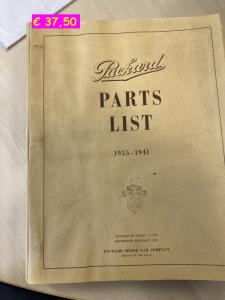 € 37,50
Packard
PARTS
LIST
1935-1941
PACKARD MOTOR CAR COMPANY